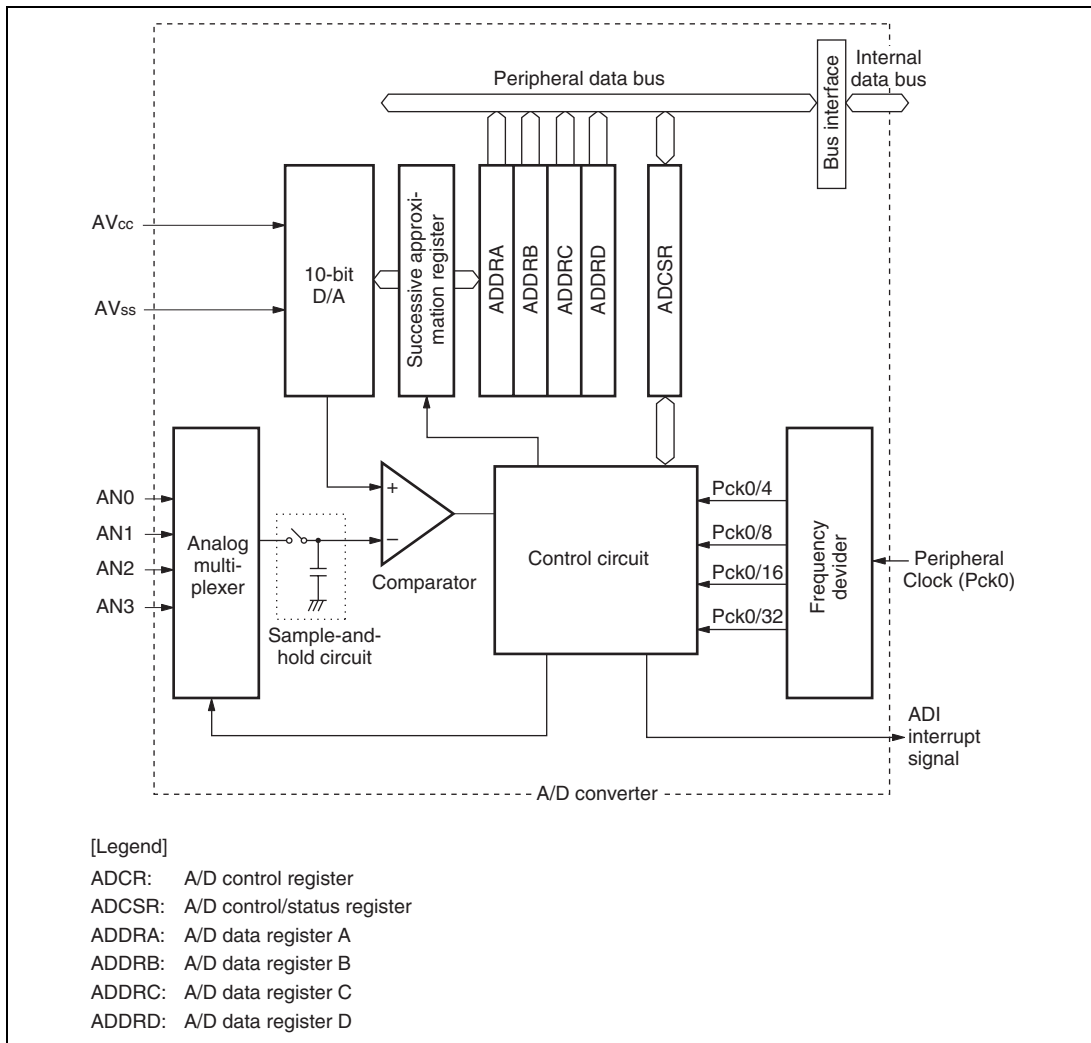 Peripheral data bus
Internal
data bus
Bus interface
AVcc
AVss
10-bit
D/A
Successive approxi-
mation register
ADDRA
ADDRB
ADDRC
ADDRD
ADCSR
AN0
AN1
AN2
AN3
Analog
multi-
plexer
+
−
Comparator
Sample-and-
hold circuit
Control circuit
Pck0/4
Pck0/8
Pck0/16
Pck0/32
Frequency
devider
Peripheral
Clock (Pck0)
ADI
interrupt
signal
A/D converter
[Legend]
ADCR: A/D control register
ADCSR: A/D control/status register
ADDRA: A/D data register A
ADDRB: A/D data register B
ADDRC: A/D data register C
ADDRD: A/D data register D